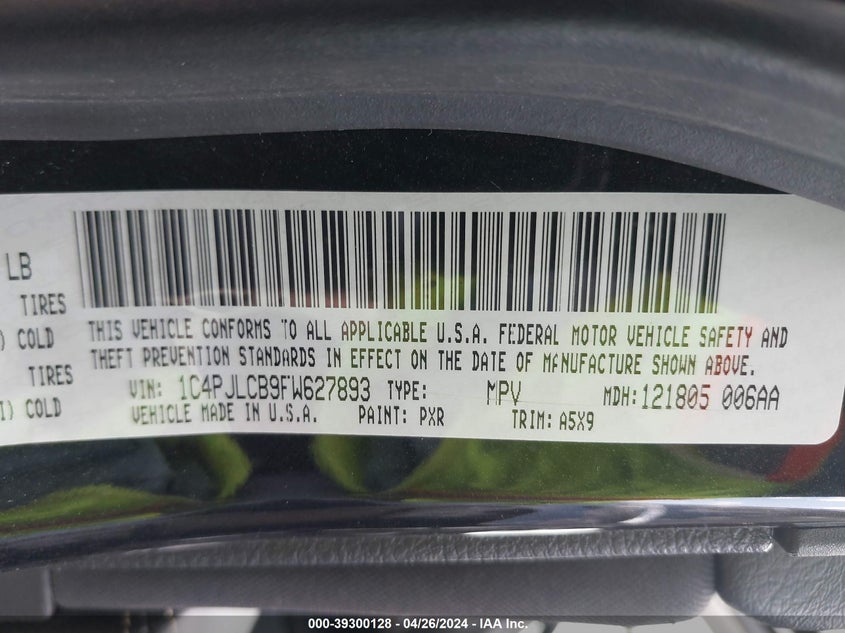 LB
TIRES
) COLD
TIRES
I) COLD
THIS VEHICLE CONFORMS TO ALL APPLICABLE U.S.A. FEDERAL MOTOR VEHICLE SAFETY AND
THEFT PREVENTION STANDARDS IN EFFECT ON THE DATE OF MANUFACTURE SHOWN ABOVE.
VIN: 1C4PJLCB9FW627893 TYPE: MPV MDH: 121805 006AA
VEHICLE MADE IN U.S.A. PAINT: PXR TRIM: A5X9
000-39300128 - 04/26/2024 - IAA Inc.